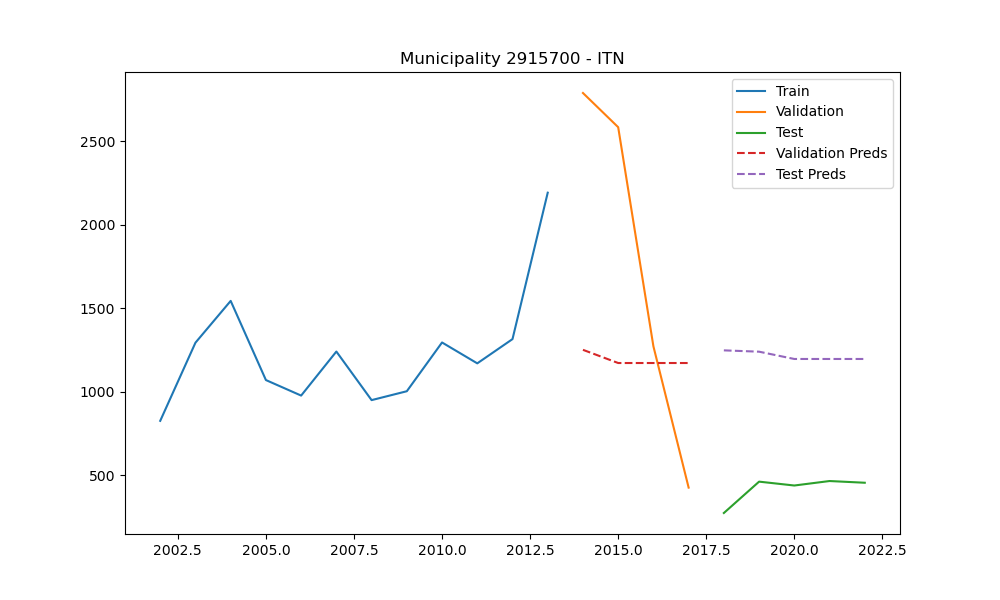 Municipality 2915700 - ITN
Train
Validation
Test
Validation Preds
Test Preds
2500
2000
1500
1000
500
2002.5 2005.0 2007.5 2010.0 2012.5 2015.0 2017.5 2020.0 2022.5